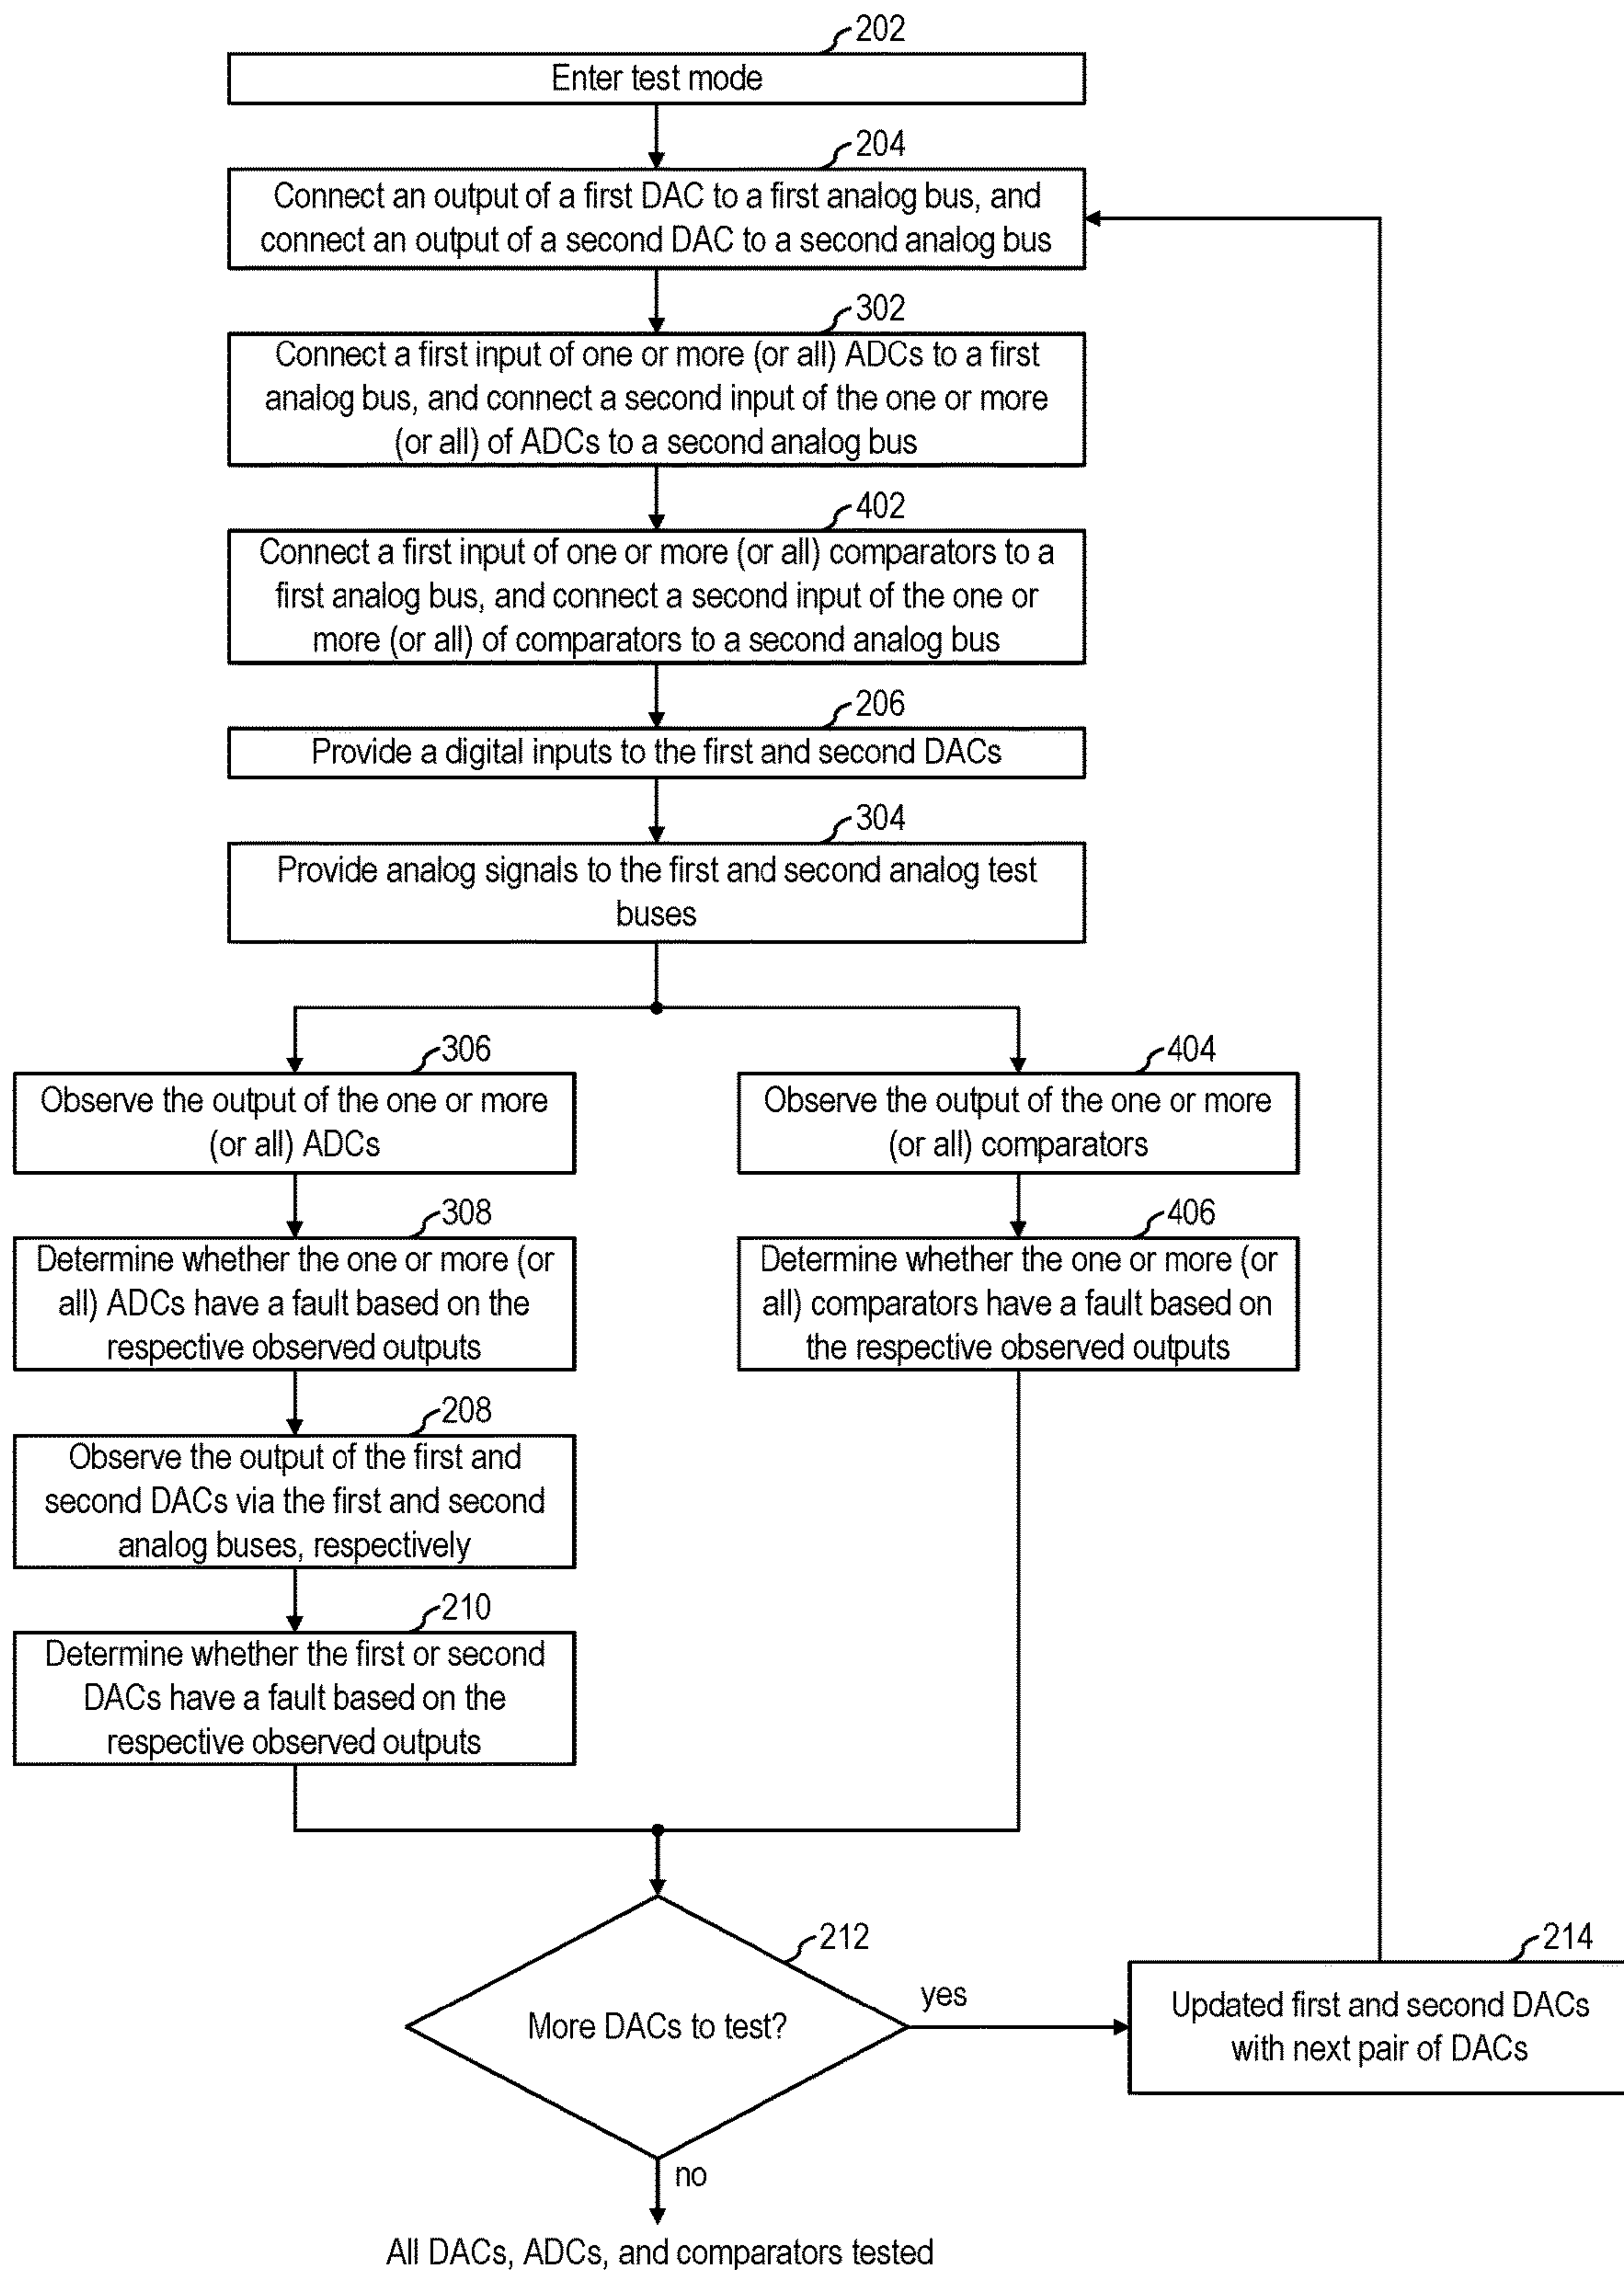 202
Enter test mode
204
Connect an output of a first DAC to a first analog bus, and
connect an output of a second DAC to a second analog bus
302
Connect a first input of one or more (or all) ADCs to a first
analog bus, and connect a second input of the one or more
(or all) of ADCs to a second analog bus
402
Connect a first input of one or more (or all) comparators to a
first analog bus, and connect a second input of the one or
more (or all) of comparators to a second analog bus
206
Provide a digital inputs to the first and second DACs
304
Provide analog signals to the first and second analog test
buses
306
Observe the output of the one or more
(or all) ADCs
308
Determine whether the one or more (or
all) ADCs have a fault based on the
respective observed outputs
208
Observe the output of the first and
second DACs via the first and second
analog buses, respectively
210
Determine whether the first or second
DACs have a fault based on the
respective observed outputs
404
Observe the output of the one or more
(or all) comparators
406
Determine whether the one or more (or
all) comparators have a fault based on
the respective observed outputs
212
More DACs to test?
yes
214
Updated first and second DACs
with next pair of DACs
no
All DACs, ADCs, and comparators tested